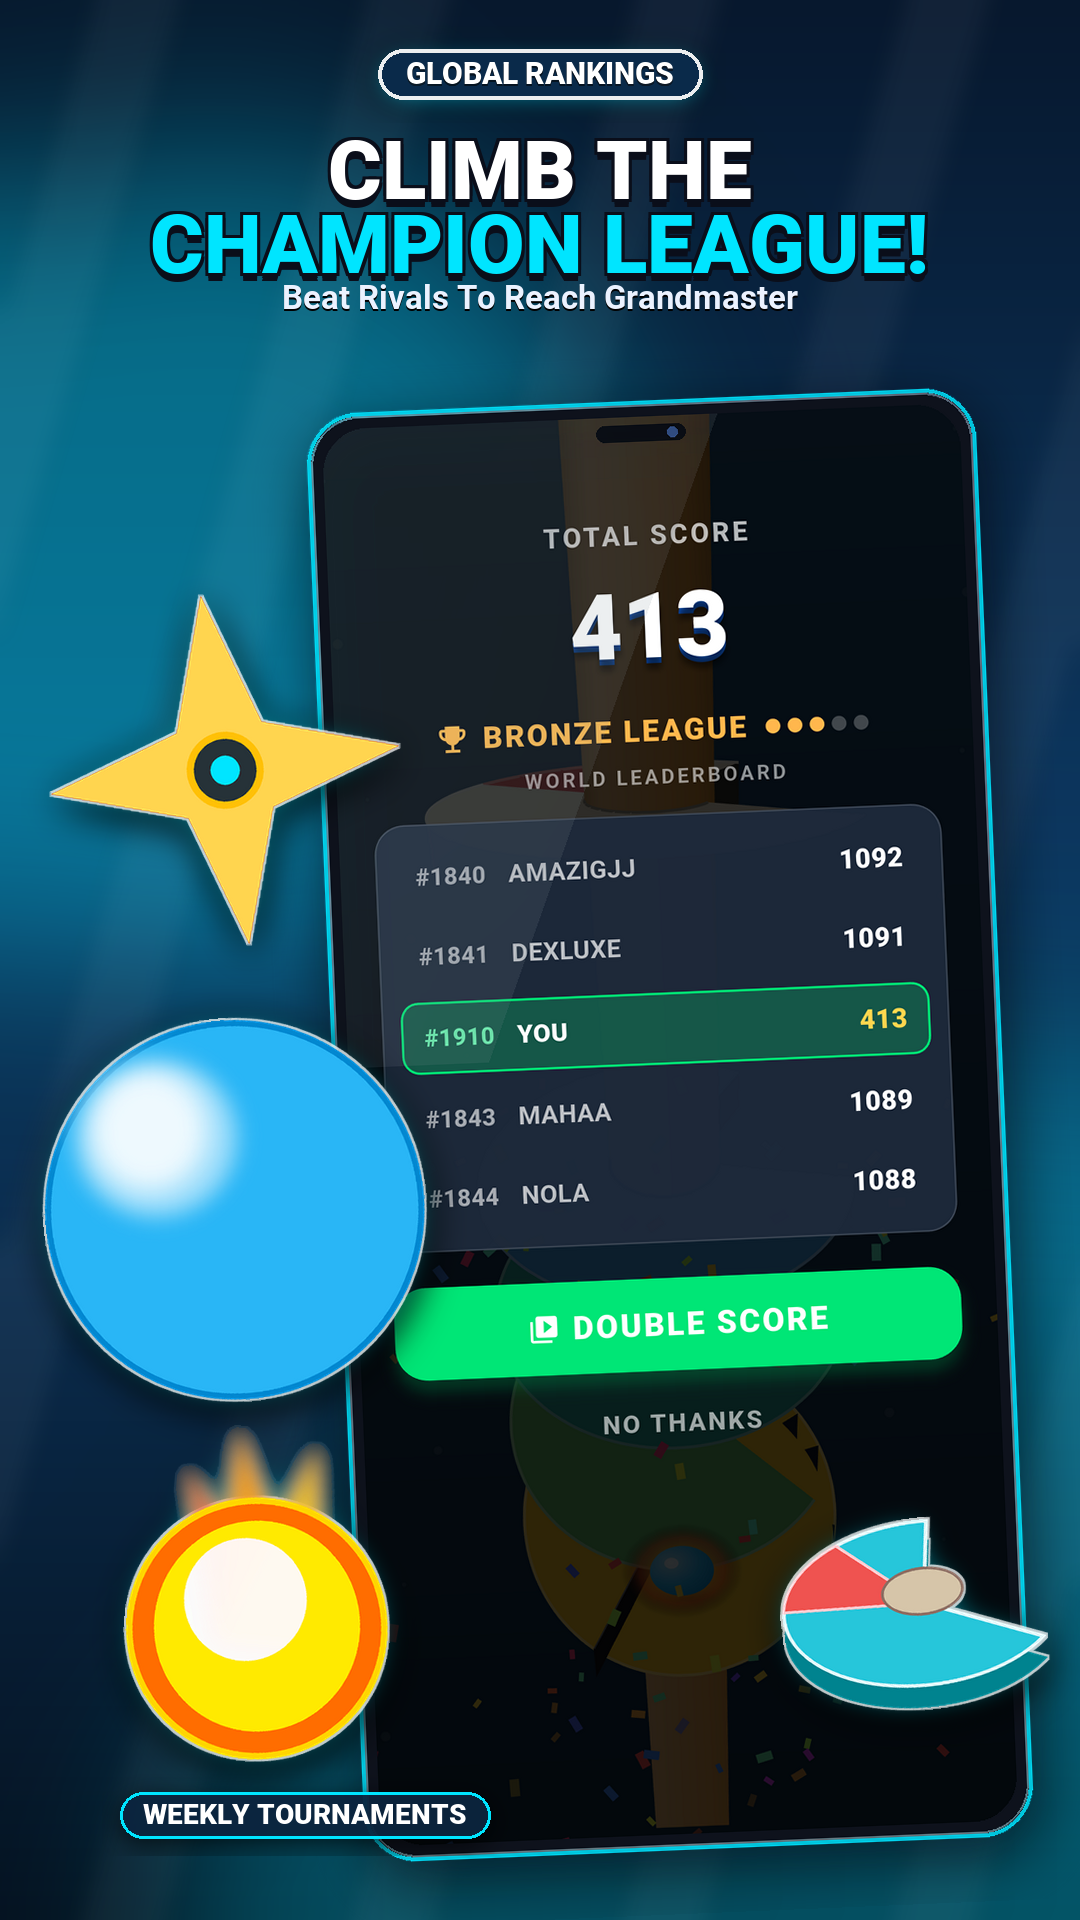 GLOBAL RANKINGS
CLIMB THE
CHAMPION LEAGUE!
Beat Rivals To Reach Grandmaster
TOTAL SCORE
413
BRONZE LEAGUE
WORLD LEADERBOARD
#1840 AMAZIGJJ 1092
#1841 DEXLUXE 1091
#1910 YOU 413
#1843 MAHAA 1089
#1844 NOLA 1088
DOUBLE SCORE
NO THANKS
WEEKLY TOURNAMENTS